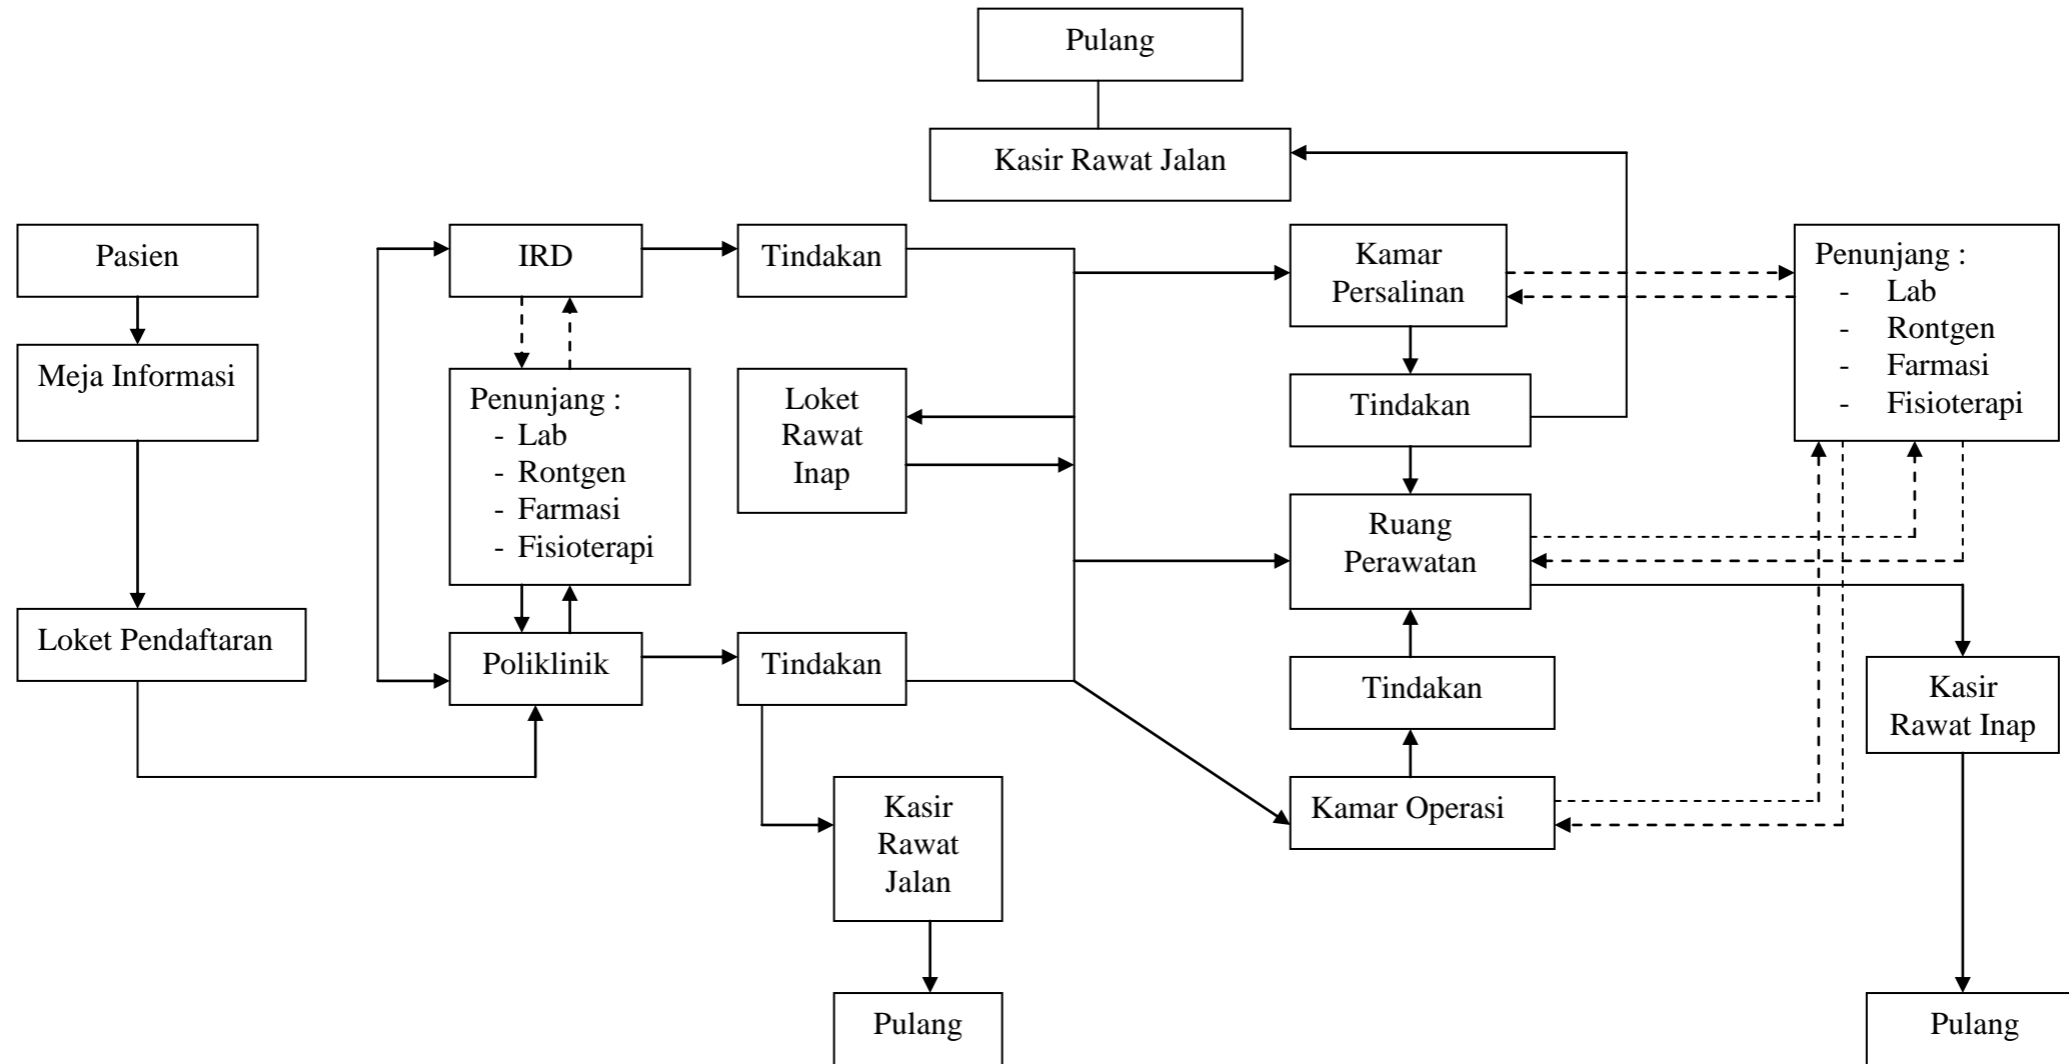 Pulang
Kasir Rawat Jalan
Pasien
IRD
Tindakan
Kamar
Persalinan
Penunjang :
- Lab
- Rontgen
- Farmasi
- Fisioterapi
Meja Informasi
Penunjang :
- Lab
- Rontgen
- Farmasi
- Fisioterapi
Loket
Rawat
Inap
Tindakan
Ruang
Perawatan
Loket Pendaftaran
Poliklinik
Tindakan
Tindakan
Kasir
Rawat Inap
Kasir
Rawat
Jalan
Kamar Operasi
Pulang
Pulang